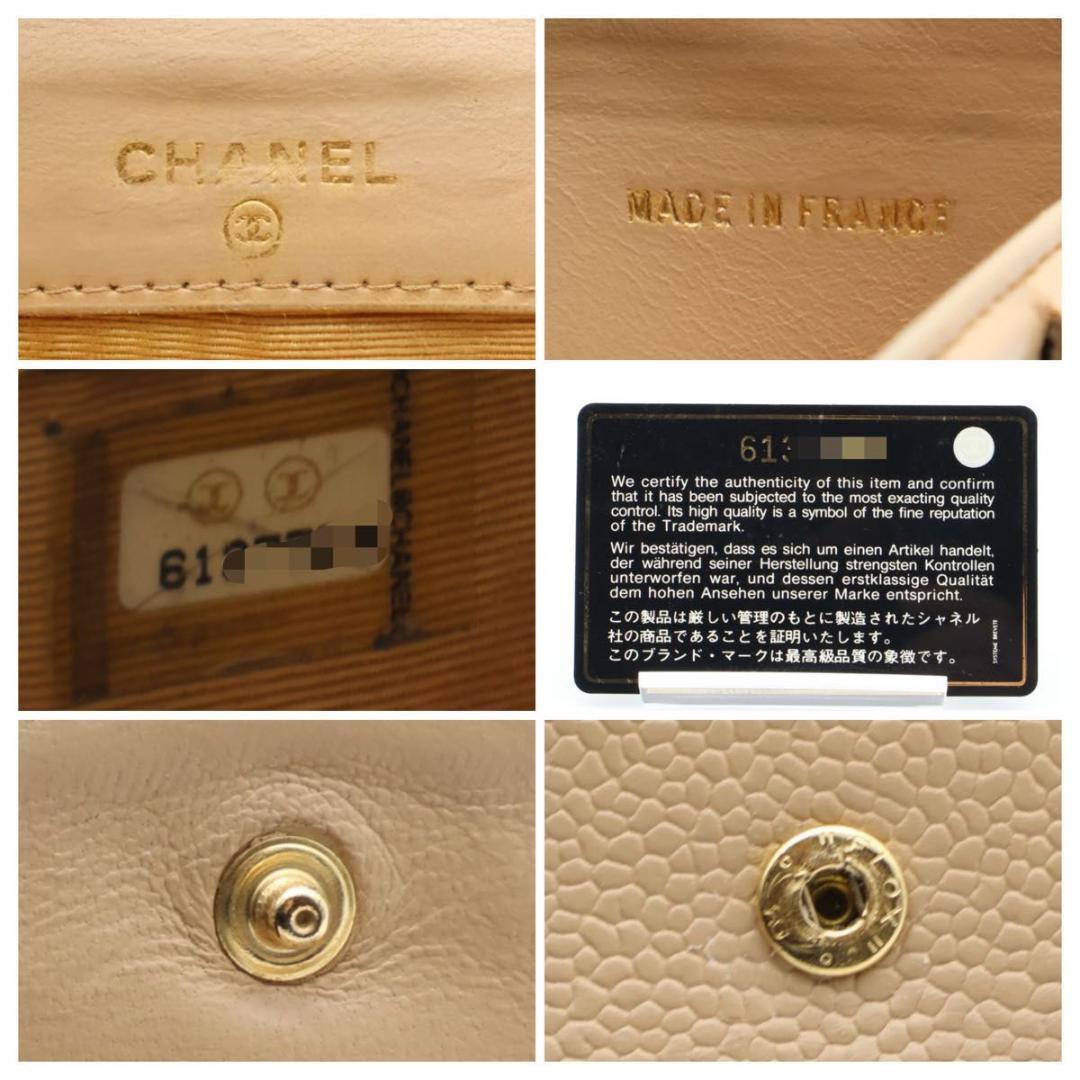 CHANEL
MADE IN FRANCE
CHANEL
CHANEL
61
613
We certify the authenticity of this item and confirm
that it has been subjected to the most exacting quality
control. Its high quality is a symbol of the fine reputation
of the Trademark.
Wir bestätigen, dass es sich um einen Artikel handelt,
der während seiner Herstellung strengsten Kontrollen
unterworfen war, und dessen erstklassige Qualität
dem hohen Ansehen unserer Marke entspricht.
この製品は厳しい管理のもとに製造されたシャネル
社の商品であることを証明いたします。
このブランド・マークは最高級品質の象徴です。
SYSTEME BREVETE